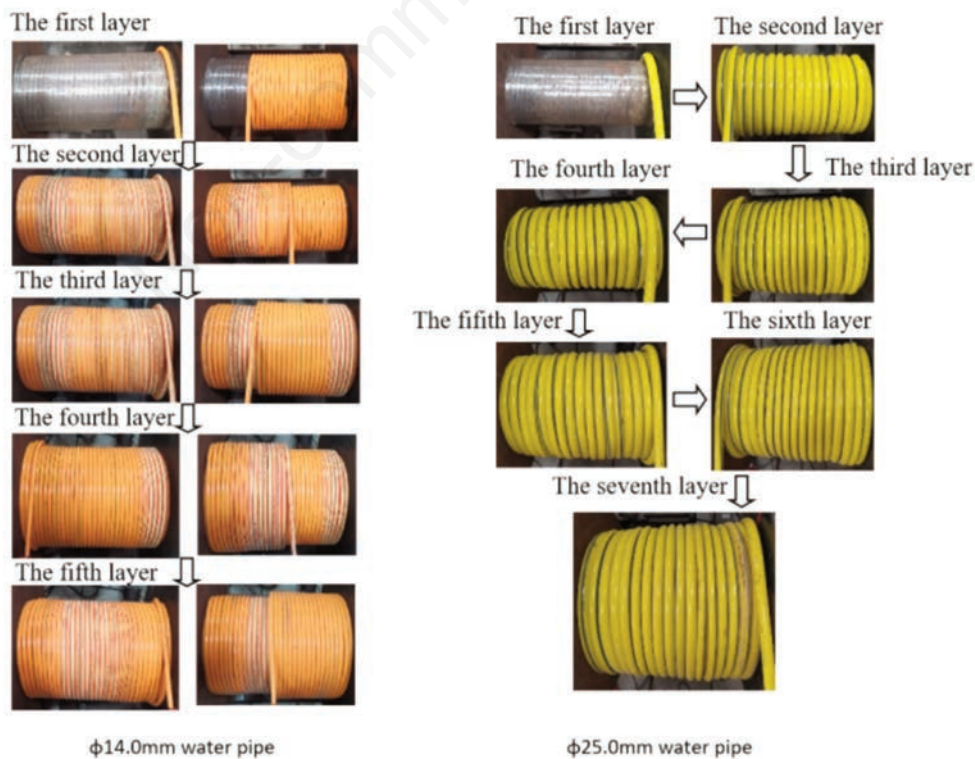 The first layer
The second layer
The third layer
The fourth layer
The fifth layer
ϕ14.0mm water pipe
The first layer
The second layer
The third layer
The fourth layer
The fifith layer
The sixth layer
The seventh layer
ϕ25.0mm water pipe